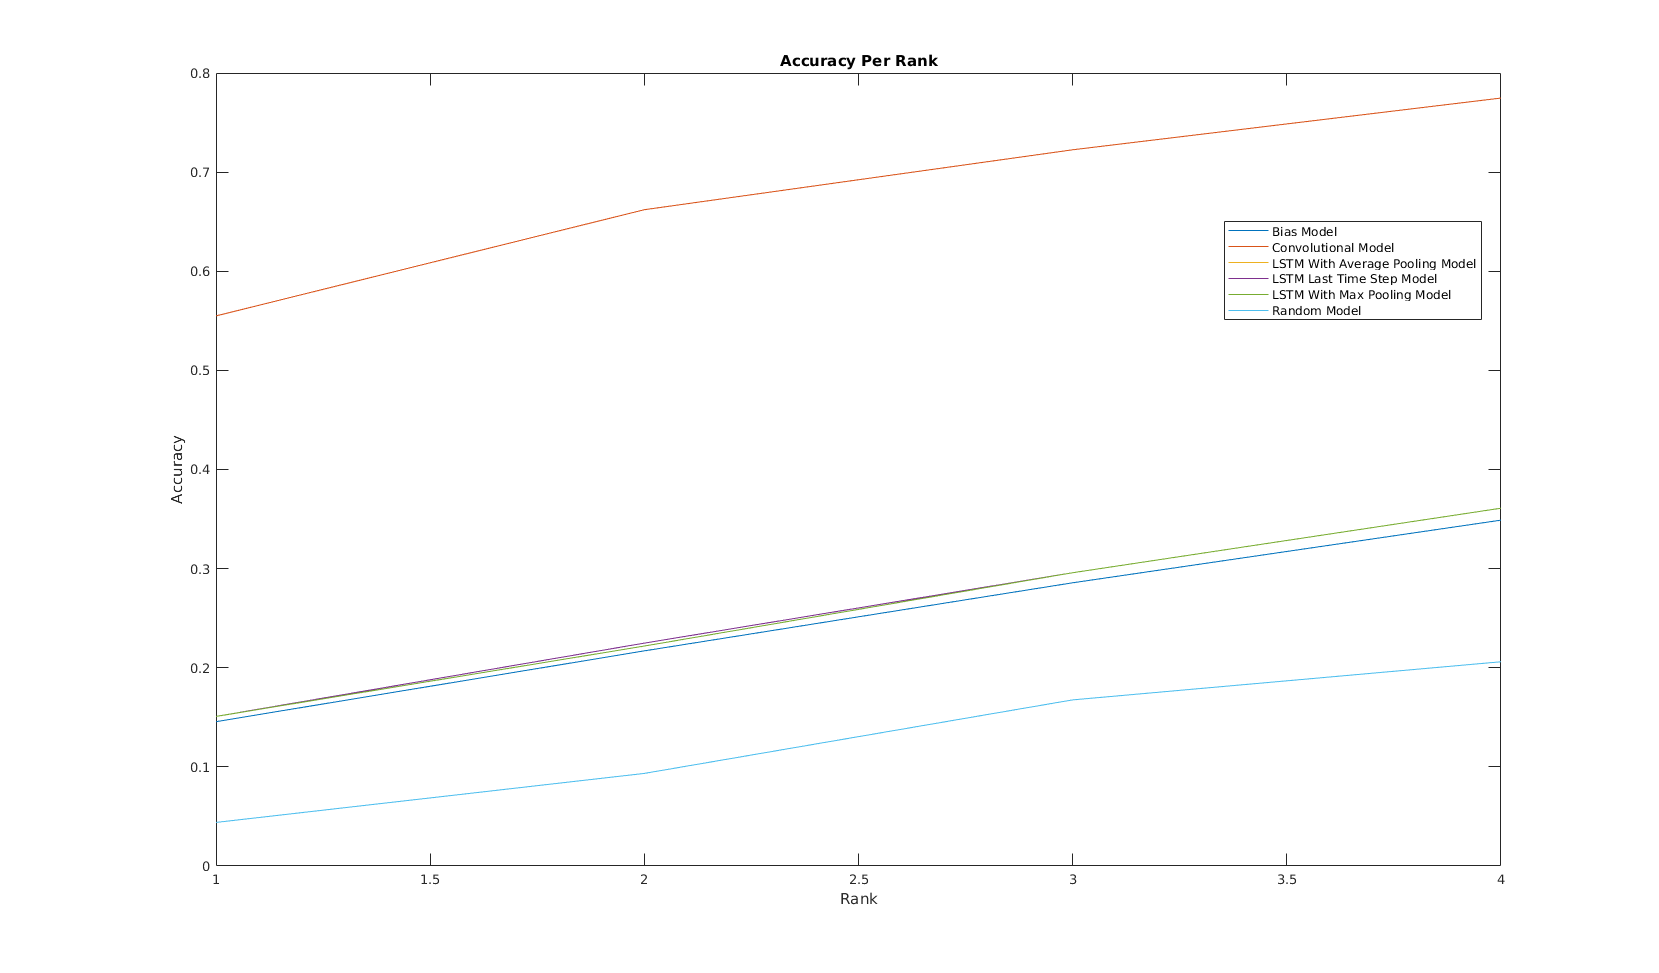 Accuracy Per Rank
0.8
0.7
0.6
0.5
0.4
0.3
0.2
0.1
0
Accuracy
Bias Model
Convolutional Model
LSTM With Average Pooling Model
LSTM Last Time Step Model
LSTM With Max Pooling Model
Random Model
1 1.5 2 2.5 3 3.5 4
Rank